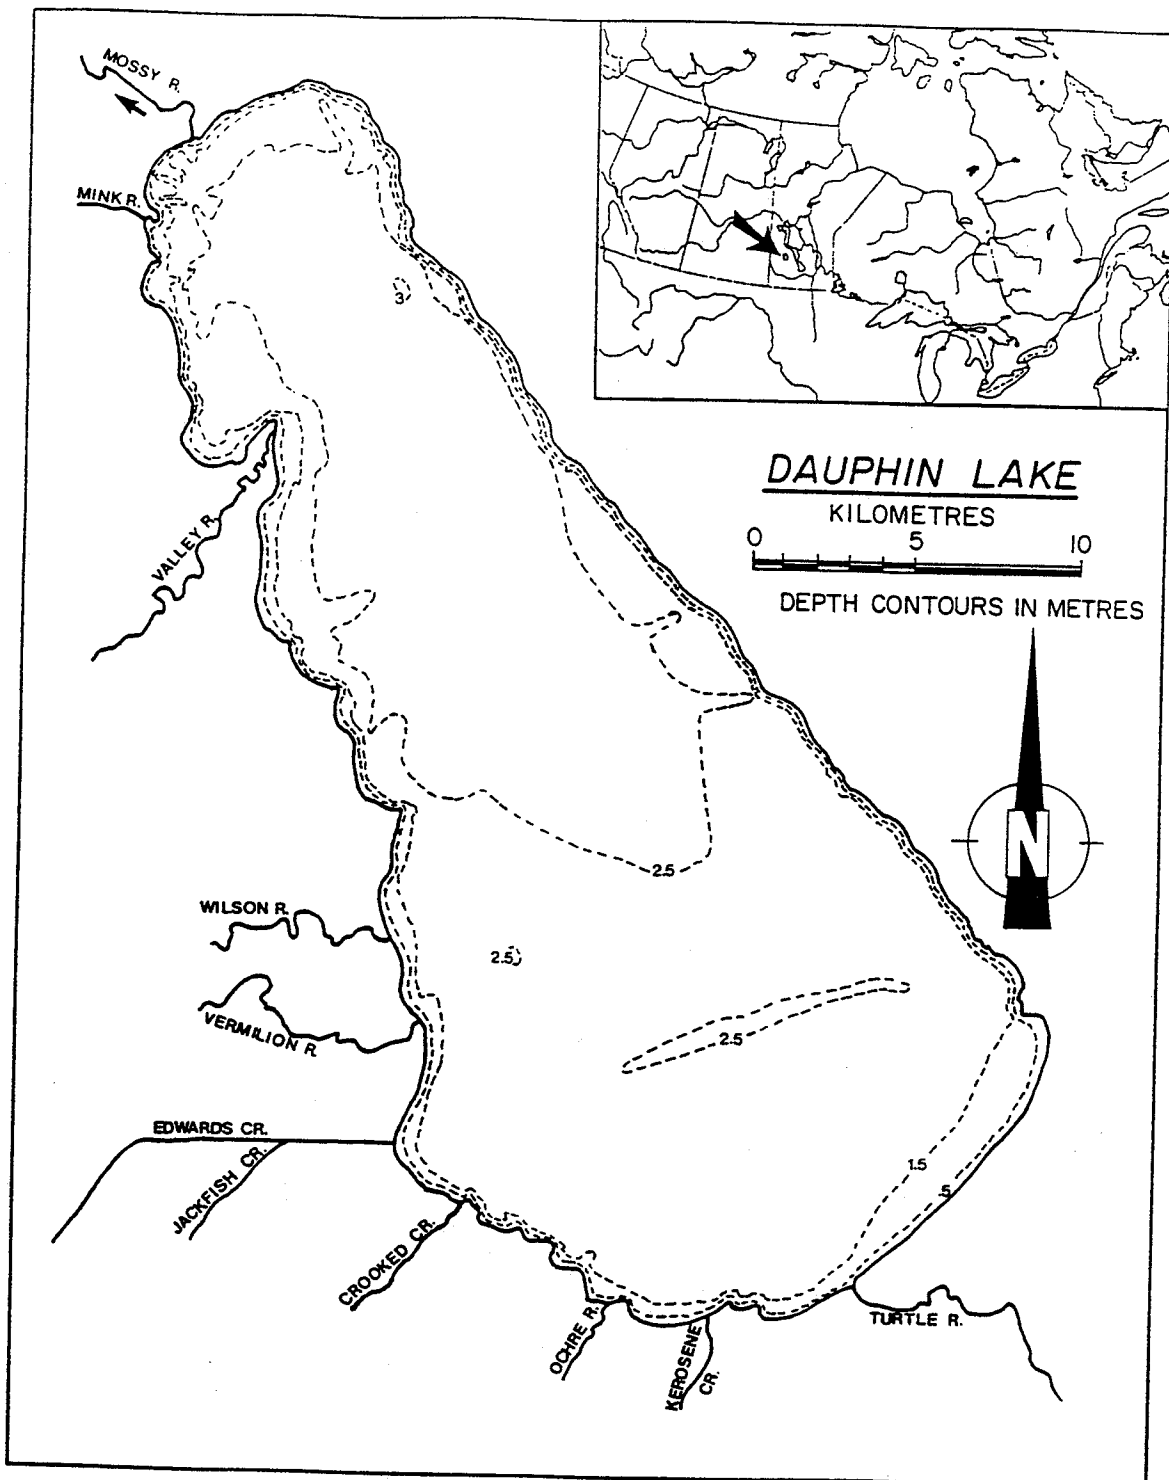 MOSSY R.
MINK R.
3
DAUPHIN LAKE
KILOMETRES
0 5 10
DEPTH CONTOURS IN METRES
VALLEY R.
N
2.5
WILSON R.
2.5
VERMILION R.
2.5
EDWARDS CR.
JACKFISH CR.
1.5
.5
CROOKED CR.
OCHRE R.
KEROSENE
CR.
TURTLE R.